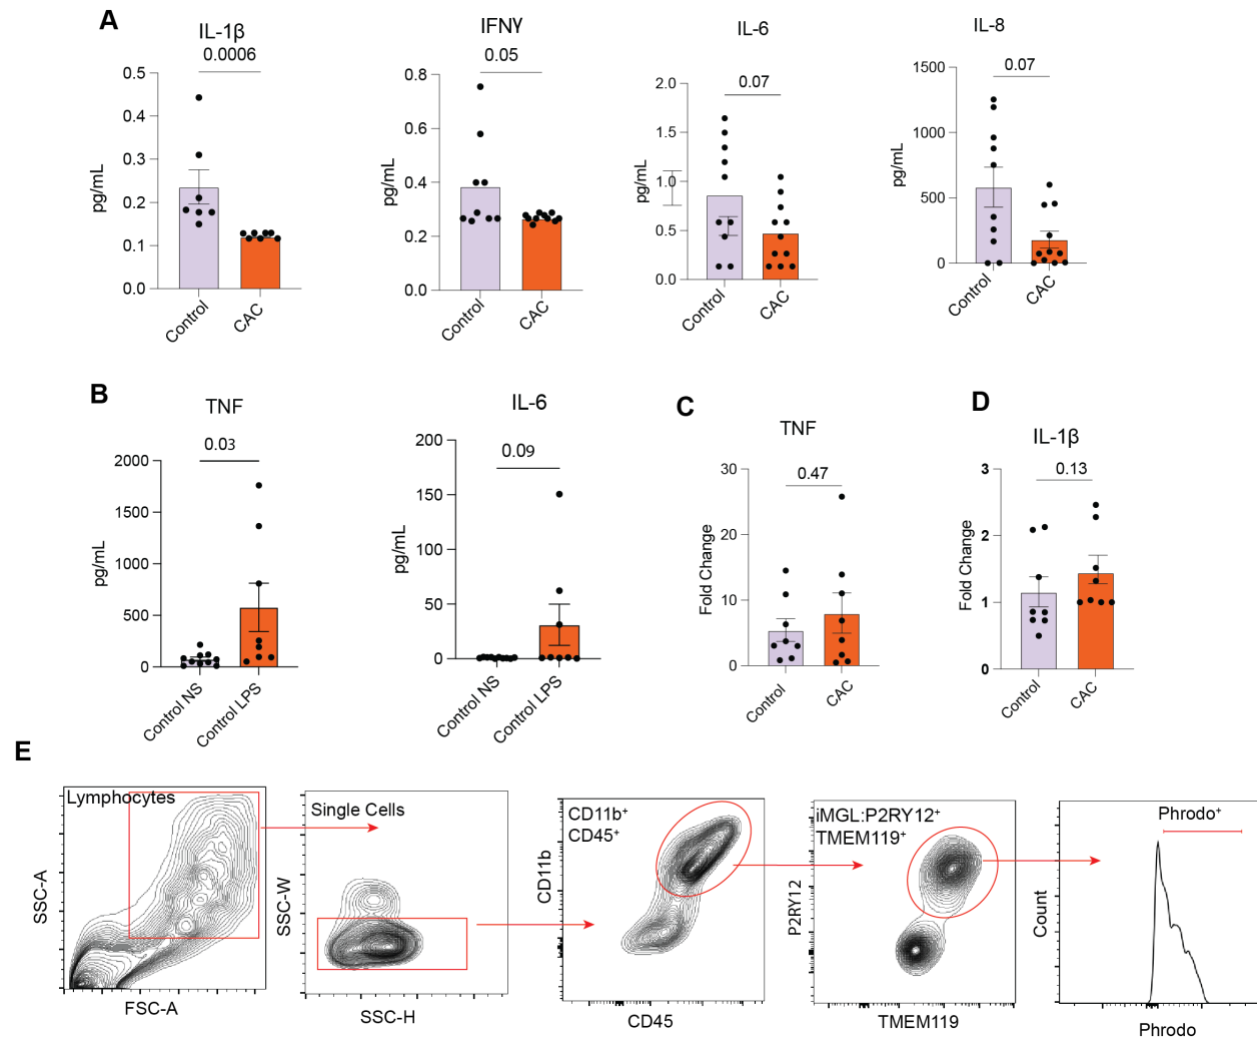 A
IL-1β
0.0006
0.5
0.4
0.3
0.2
0.1
0.0
pg/mL
Control
CAC
IFNγ
0.05
0.8
0.6
0.4
0.2
0.0
pg/mL
Control
CAC
IL-6
0.07
2.0
1.5
1.0
0.5
0.0
pg/mL
Control
CAC
IL-8
0.07
1500
1000
500
0
pg/mL
Control
CAC
B
TNF
0.03
2000
1500
1000
500
0
pg/mL
Control NS
Control LPS
IL-6
0.09
200
150
100
50
0
pg/mL
Control NS
Control LPS
C
TNF
0.47
30
20
10
0
Fold Change
Control
CAC
D
IL-1β
0.13
3
2
1
0
Fold Change
Control
CAC
E
Lymphocytes
SSC-A
FSC-A
Single Cells
SSC-W
SSC-H
CD11b⁺
CD45⁺
CD11b
CD45
iMGL:P2RY12⁺
TMEM119⁺
P2RY12
TMEM119
Phrodo⁺
Count
Phrodo